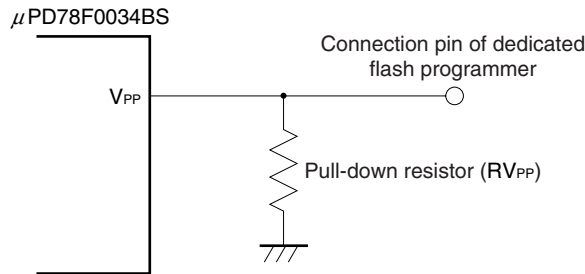 μPD78F0034BS
Connection pin of dedicated
flash programmer
VPP
Pull-down resistor (RVPP)